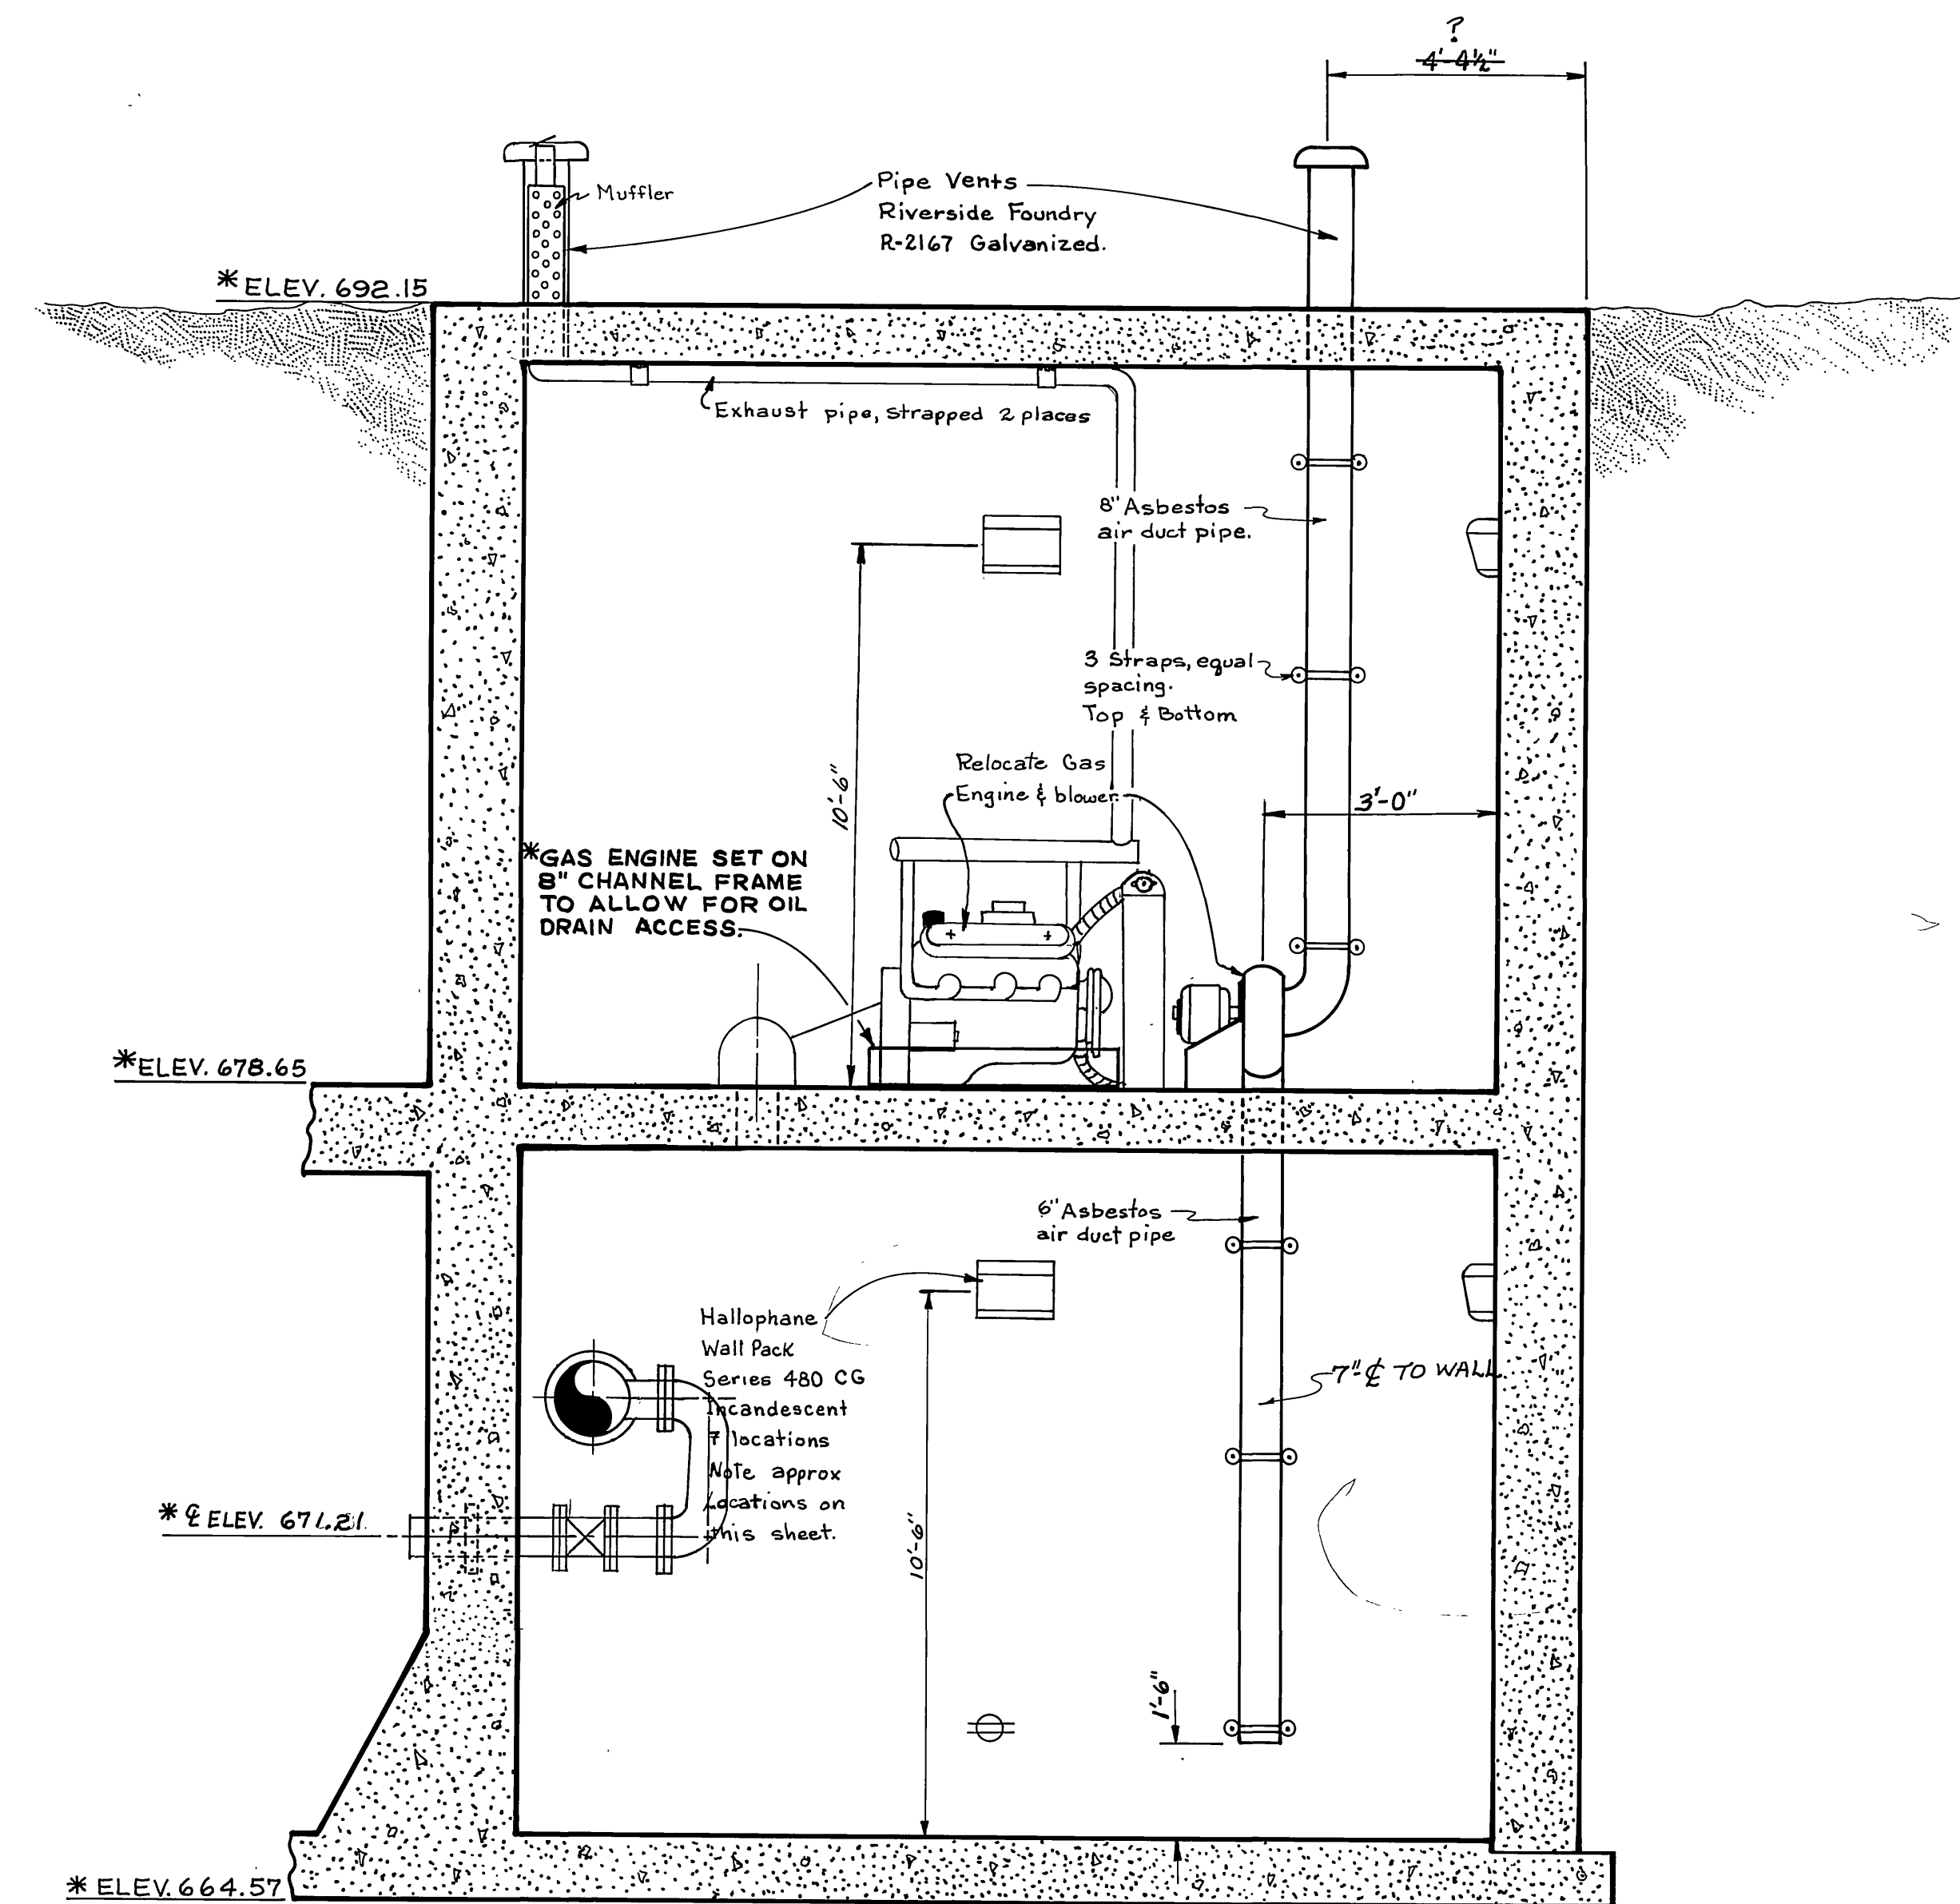 ?
4'-4½"
Muffler
Pipe Vents
Riverside Foundry
R-2167 Galvanized.
* ELEV. 692.15
Exhaust pipe, strapped 2 places
8" Asbestos
air duct pipe.
3 Straps, equal
spacing.
Top & Bottom
Relocate Gas
Engine & blower
10'-6"
3'-0"
*GAS ENGINE SET ON
8" CHANNEL FRAME
TO ALLOW FOR OIL
DRAIN ACCESS.
*ELEV. 678.65
6" Asbestos
air duct pipe
Hallophane
Wall Pack
Series 480 CG
Incandescent
7 locations
Note approx
Locations on
this sheet.
7" ℄ TO WALL
* ℄ ELEV. 671.21
10'-6"
1'-6"
* ELEV. 664.57